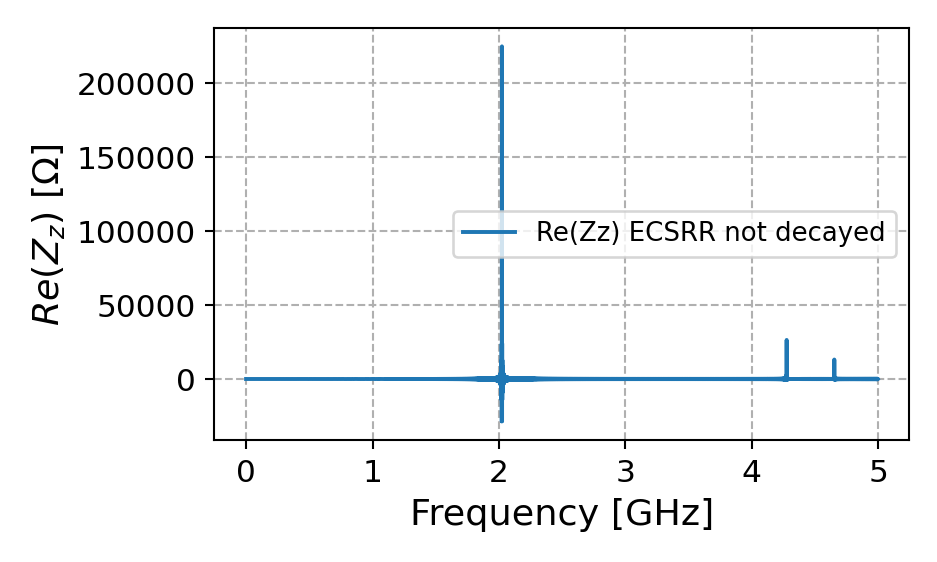 200000
150000
100000
50000
0
Re(Z_z) [Ω]
Re(Zz) ECSRR not decayed
0 1 2 3 4 5
Frequency [GHz]